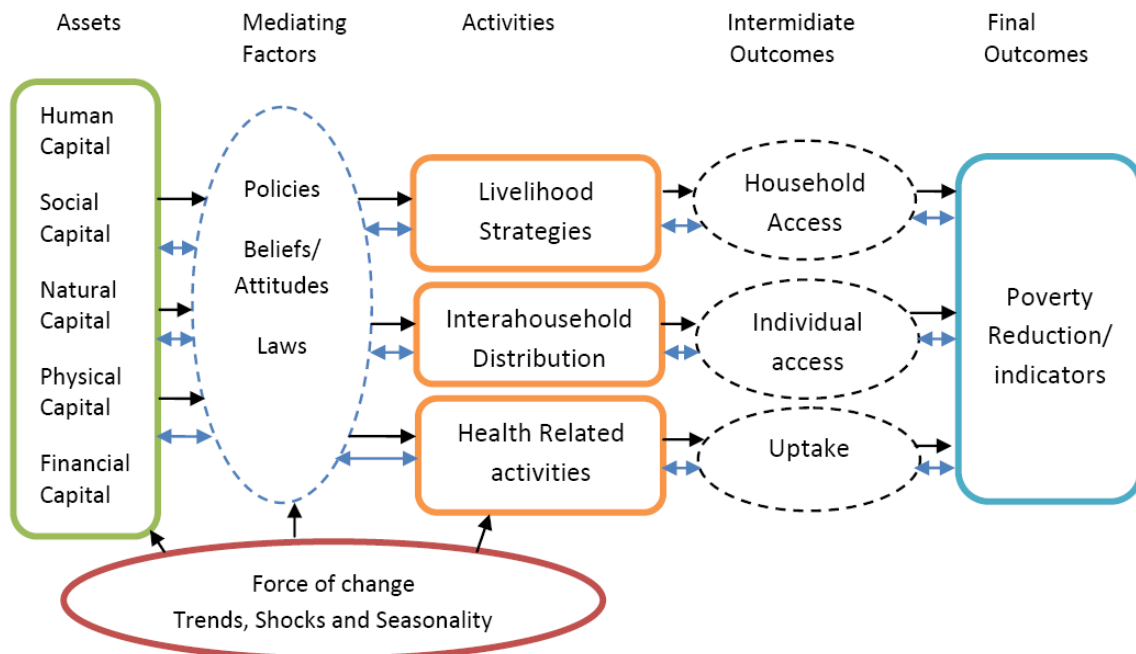 Assets
Mediating
Factors
Activities
Intermidiate
Outcomes
Final
Outcomes
Human
Capital
Social
Capital
Natural
Capital
Physical
Capital
Financial
Capital
Policies
Beliefs/
Attitudes
Laws
Livelihood
Strategies
Interahousehold
Distribution
Health Related
activities
Household
Access
Individual
access
Uptake
Poverty
Reduction/
indicators
Force of change
Trends, Shocks and Seasonality